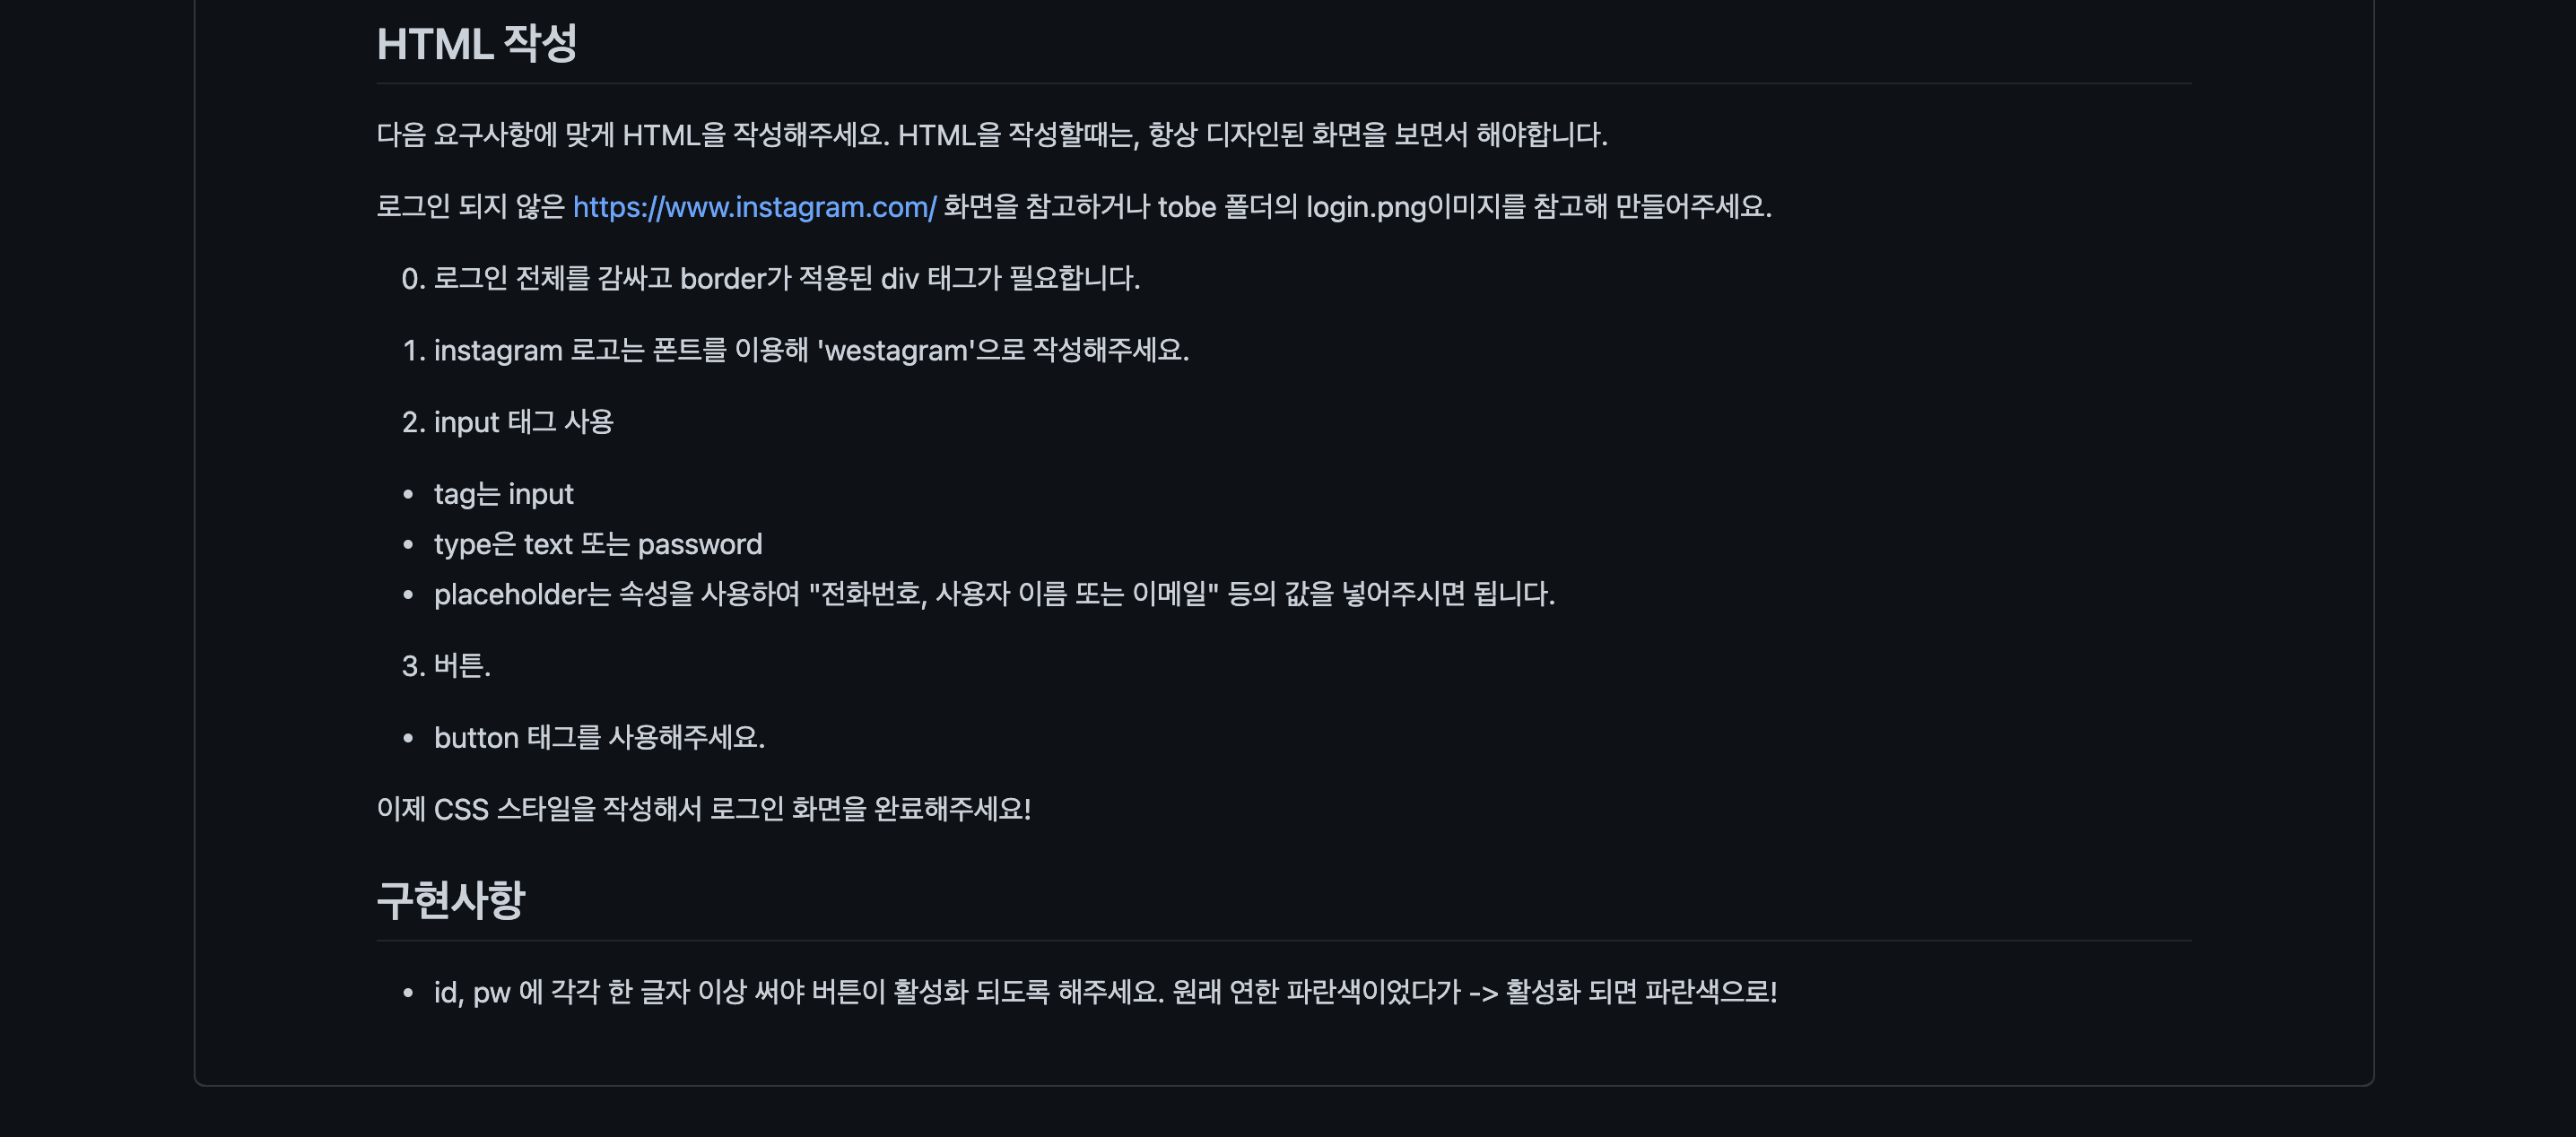 HTML 작성
다음 요구사항에 맞게 HTML을 작성해주세요. HTML을 작성할때는, 항상 디자인된 화면을 보면서 해야합니다.
로그인 되지 않은 https://www.instagram.com/ 화면을 참고하거나 tobe 폴더의 login.png이미지를 참고해 만들어주세요.
0. 로그인 전체를 감싸고 border가 적용된 div 태그가 필요합니다.
1. instagram 로고는 폰트를 이용해 'westagram'으로 작성해주세요.
2. input 태그 사용
• tag는 input
• type은 text 또는 password
• placeholder는 속성을 사용하여 "전화번호, 사용자 이름 또는 이메일" 등의 값을 넣어주시면 됩니다.
3. 버튼.
• button 태그를 사용해주세요.
이제 CSS 스타일을 작성해서 로그인 화면을 완료해주세요!
구현사항
• id, pw 에 각각 한 글자 이상 써야 버튼이 활성화 되도록 해주세요. 원래 연한 파란색이었다가 -> 활성화 되면 파란색으로!